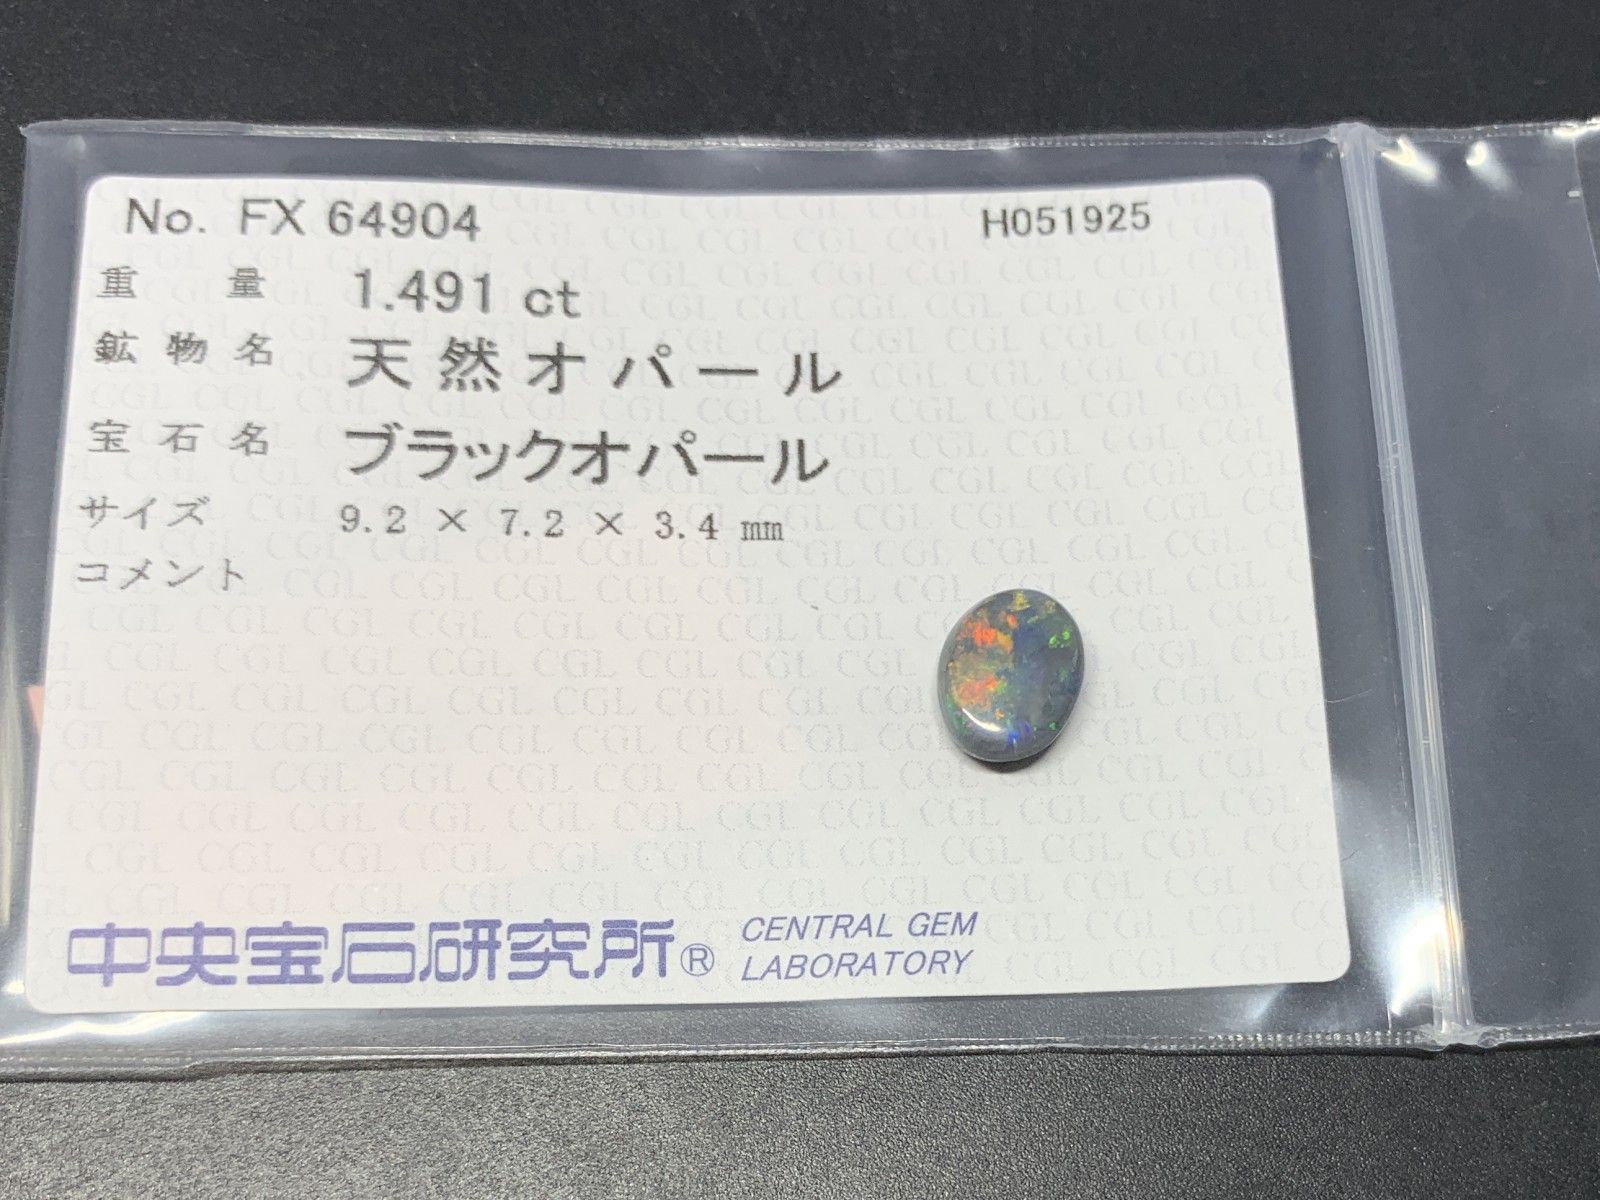 No. FX 64904 H051925
重量 1.491 ct
鉱物名 天然オパール
宝石名 ブラックオパール
サイズ 9.2 × 7.2 × 3.4 mm
コメント
中央宝石研究所® CENTRAL GEM
LABORATORY